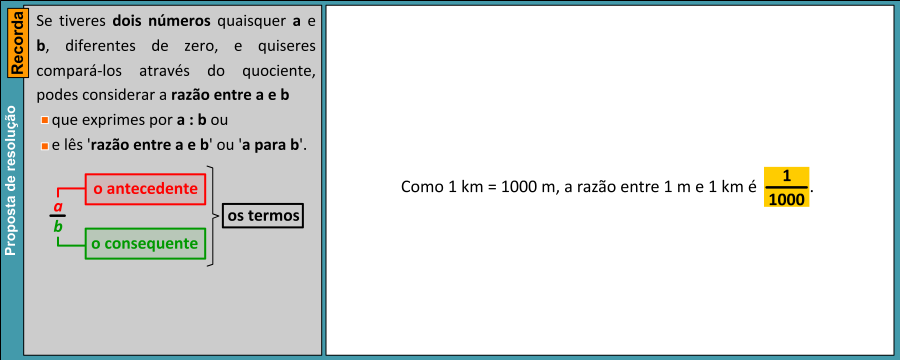 Recorda
Proposta de resolução
Se tiveres dois números quaisquer a e
b, diferentes de zero, e quiseres
compará-los através do quociente,
podes considerar a razão entre a e b
que exprimes por a : b ou
e lês 'razão entre a e b' ou 'a para b'.
o antecedente
a
b
o consequente
os termos
Como 1 km = 1000 m, a razão entre 1 m e 1 km é 1/1000.